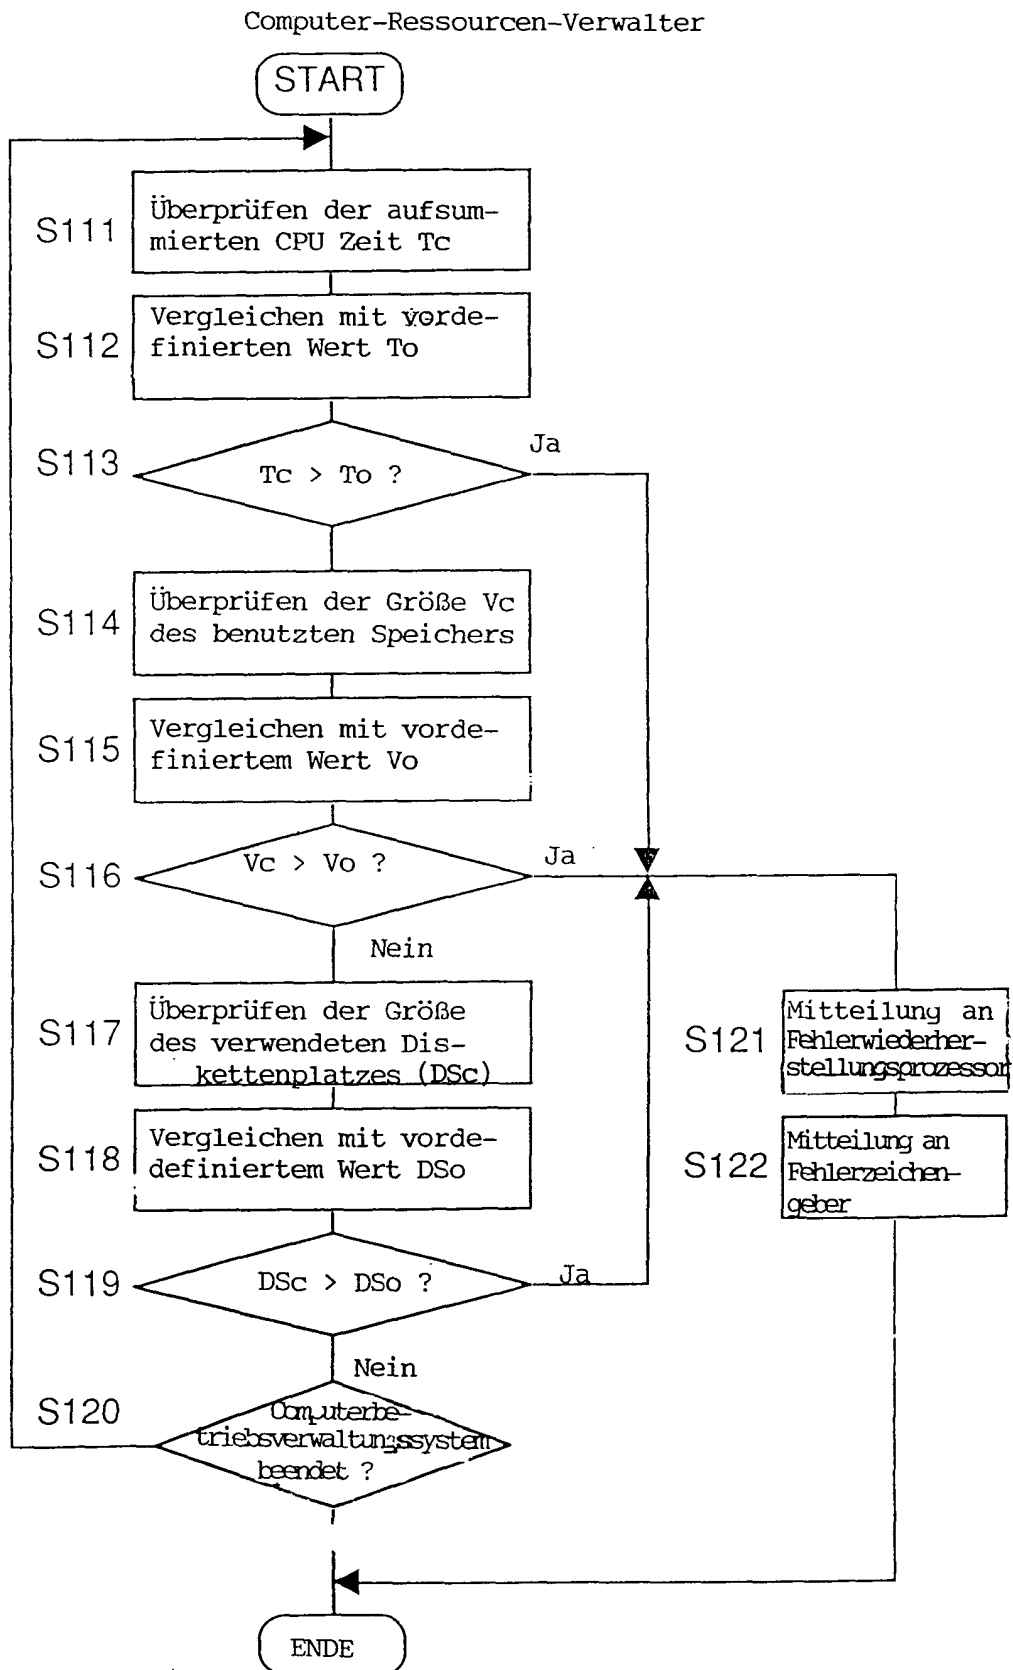 Computer-Ressourcen-Verwalter
START
S111
Überprüfen der aufsum-
mierten CPU Zeit Tc
S112
Vergleichen mit vorde-
finierten Wert To
S113
Tc > To ?
Ja
S114
Überprüfen der Größe Vc
des benutzten Speichers
S115
Vergleichen mit vorde-
finiertem Wert Vo
S116
Vc > Vo ?
Ja
Nein
S117
Überprüfen der Größe
des verwendeten Dis-
kettenplatzes (DSc)
S118
Vergleichen mit vorde-
definiertem Wert DSo
S119
DSc > DSo ?
Ja
Nein
S120
Computerbe-
triebsverwaltungssystem
beendet ?
S121
Mitteilung an
Fehlerwiederher-
stellungsprozessor
S122
Mitteilung an
Fehlerzeichen-
geber
ENDE